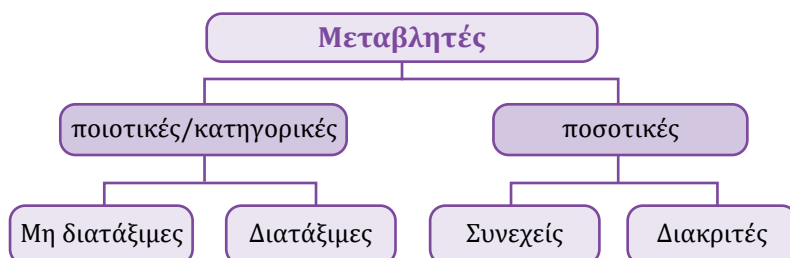 Μεταβλητές
ποιοτικές/κατηγορικές
ποσοτικές
Μη διατάξιμες
Διατάξιμες
Συνεχείς
Διακριτές